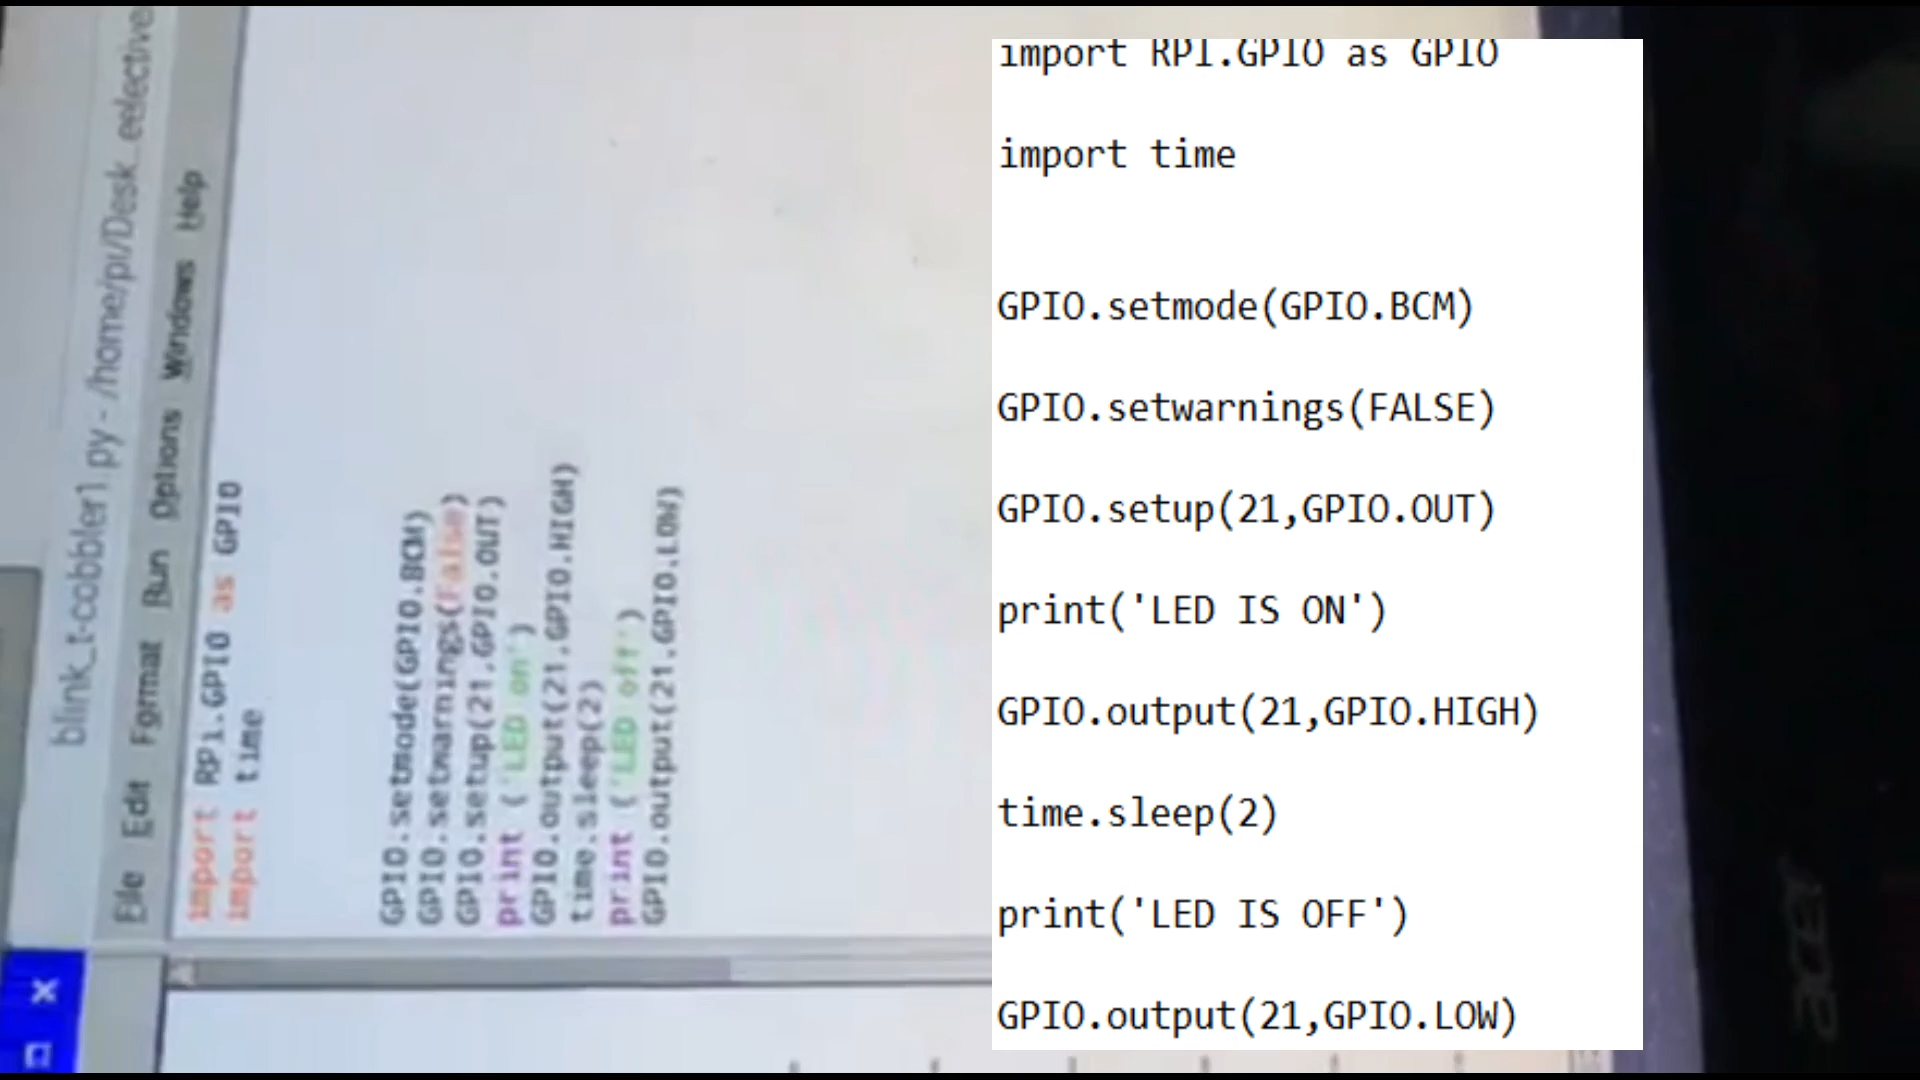 blink_t-cobbler1.py - /home/pi/Desk eelective
File Edit Format Run Options Windows Help
import RPi.GPIO as GPIO
import time
GPIO.setmode(GPIO.BCM)
GPIO.setwarnings(False)
GPIO.setup(21,GPIO.OUT)
print ('LED on')
GPIO.output(21,GPIO.HIGH)
time.sleep(2)
print ('LED off')
GPIO.output(21,GPIO.LOW)
import RPI.GPIO as GPIO
import time
GPIO.setmode(GPIO.BCM)
GPIO.setwarnings(FALSE)
GPIO.setup(21,GPIO.OUT)
print('LED IS ON')
GPIO.output(21,GPIO.HIGH)
time.sleep(2)
print('LED IS OFF')
GPIO.output(21,GPIO.LOW)
acer